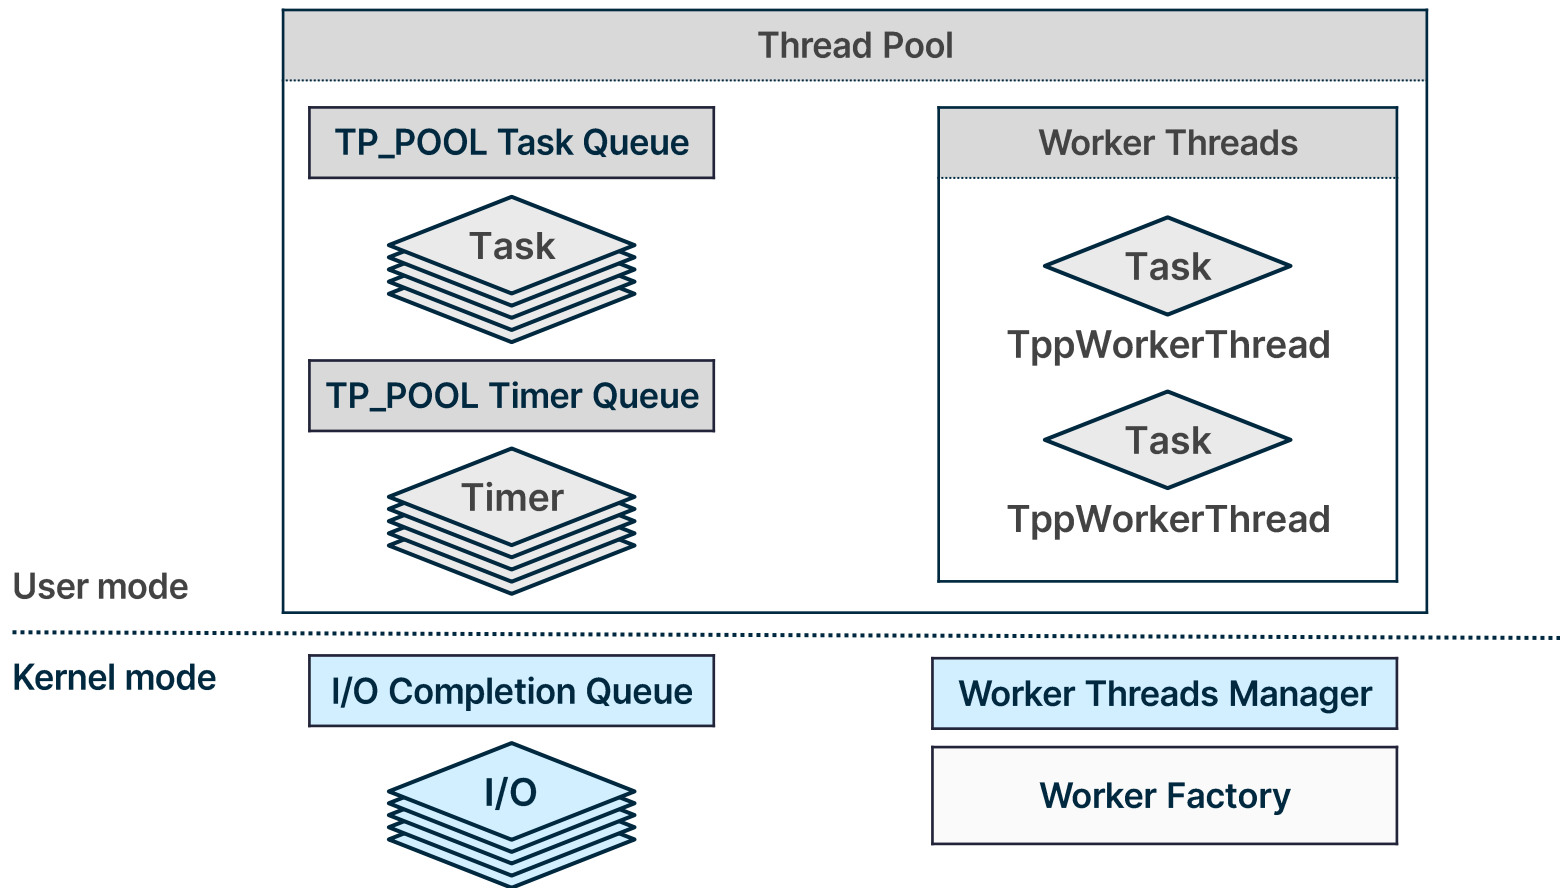 Thread Pool
TP_POOL Task Queue
Task
TP_POOL Timer Queue
Timer
Worker Threads
Task
TppWorkerThread
Task
TppWorkerThread
User mode
Kernel mode
I/O Completion Queue
I/O
Worker Threads Manager
Worker Factory